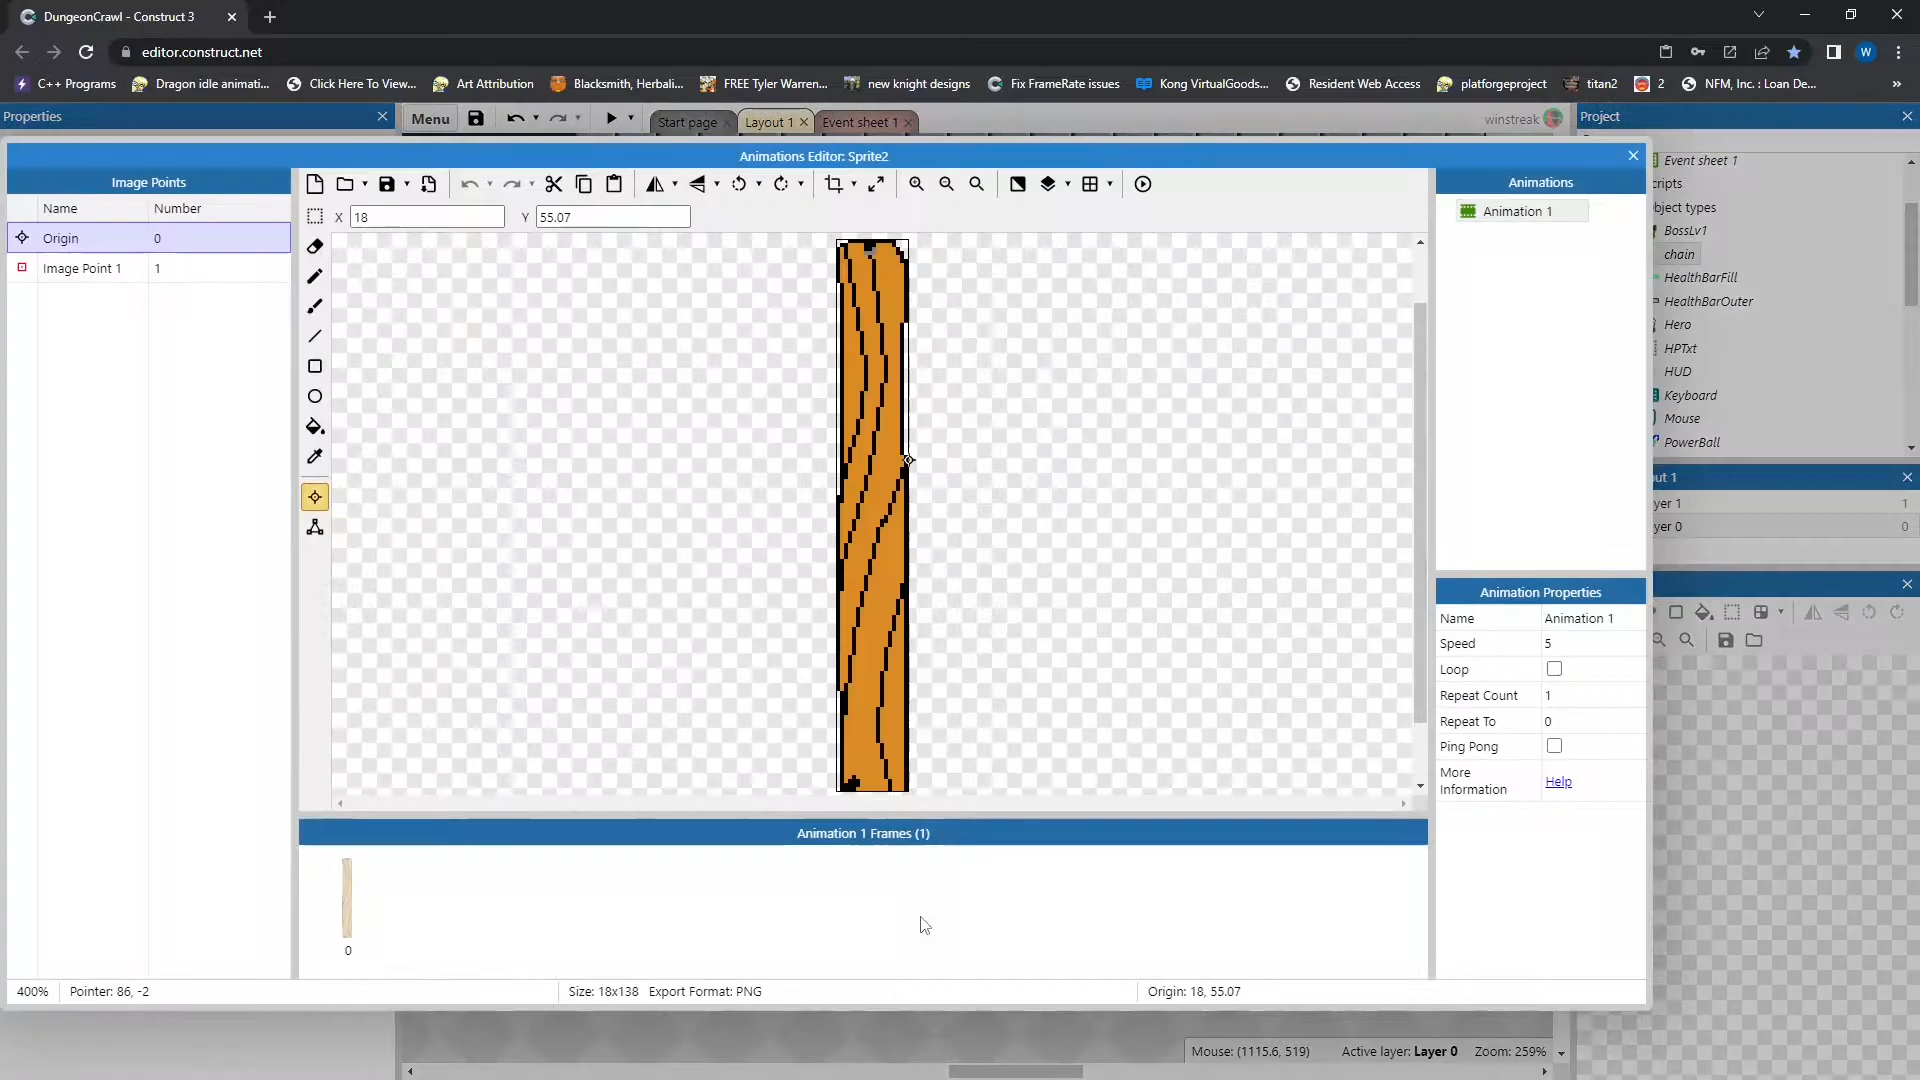 DungeonCrawl - Construct 3
editor.construct.net
W
C++ Programs
Dragon idle animati...
Click Here To View...
Art Attribution
Blacksmith, Herbali...
FREE Tyler Warren...
new knight designs
Fix FrameRate issues
Kong VirtualGoods...
Resident Web Access
platforgeproject
titan2
2
NFM, Inc. : Loan De...
Properties
Menu
Start page
Layout 1
Event sheet 1
winstreak
Project
Animations Editor: Sprite2
Image Points
Name Number
Origin 0
Image Point 1 1
X 18
Y 55.07
Animations
Animation 1
Event sheet 1
cripts
bject types
BossLv1
chain
HealthBarFill
HealthBarOuter
Hero
HPTxt
HUD
Keyboard
Mouse
PowerBall
out 1
yer 1 1
yer 0 0
Animation Properties
Name Animation 1
Speed 5
Loop
Repeat Count 1
Repeat To 0
Ping Pong
More Information Help
Animation 1 Frames (1)
0
400%
Pointer: 86, -2
Size: 18x138 Export Format: PNG
Origin: 18, 55.07
Mouse: (1115.6, 519)
Active layer: Layer 0
Zoom: 259%